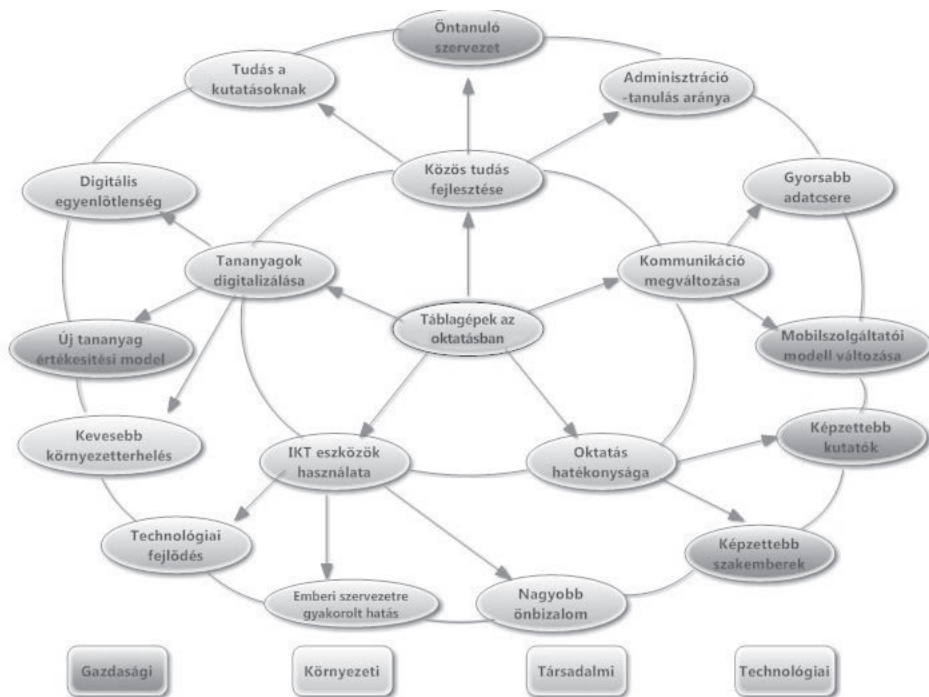 Öntanuló
szervezet
Tudás a
kutatásoknak
Adminisztráció
-tanulás aránya
Közös tudás
fejlesztése
Digitális
egyenlőtlenség
Gyorsabb
adatcsere
Tananyagok
digitalizálása
Kommunikáció
megváltozása
Táblagépek az
oktatásban
Új tananyag
értékesítési model
Mobilszolgáltatói
modell változása
Kevesebb
környezetterhelés
IKT eszközök
használata
Oktatás
hatékonysága
Képzettebb
kutatók
Technológiai
fejlődés
Képzettebb
szakemberek
Emberi szervezetre
gyakorolt hatás
Nagyobb
önbizalom
Gazdasági
Környezeti
Társadalmi
Technológiai